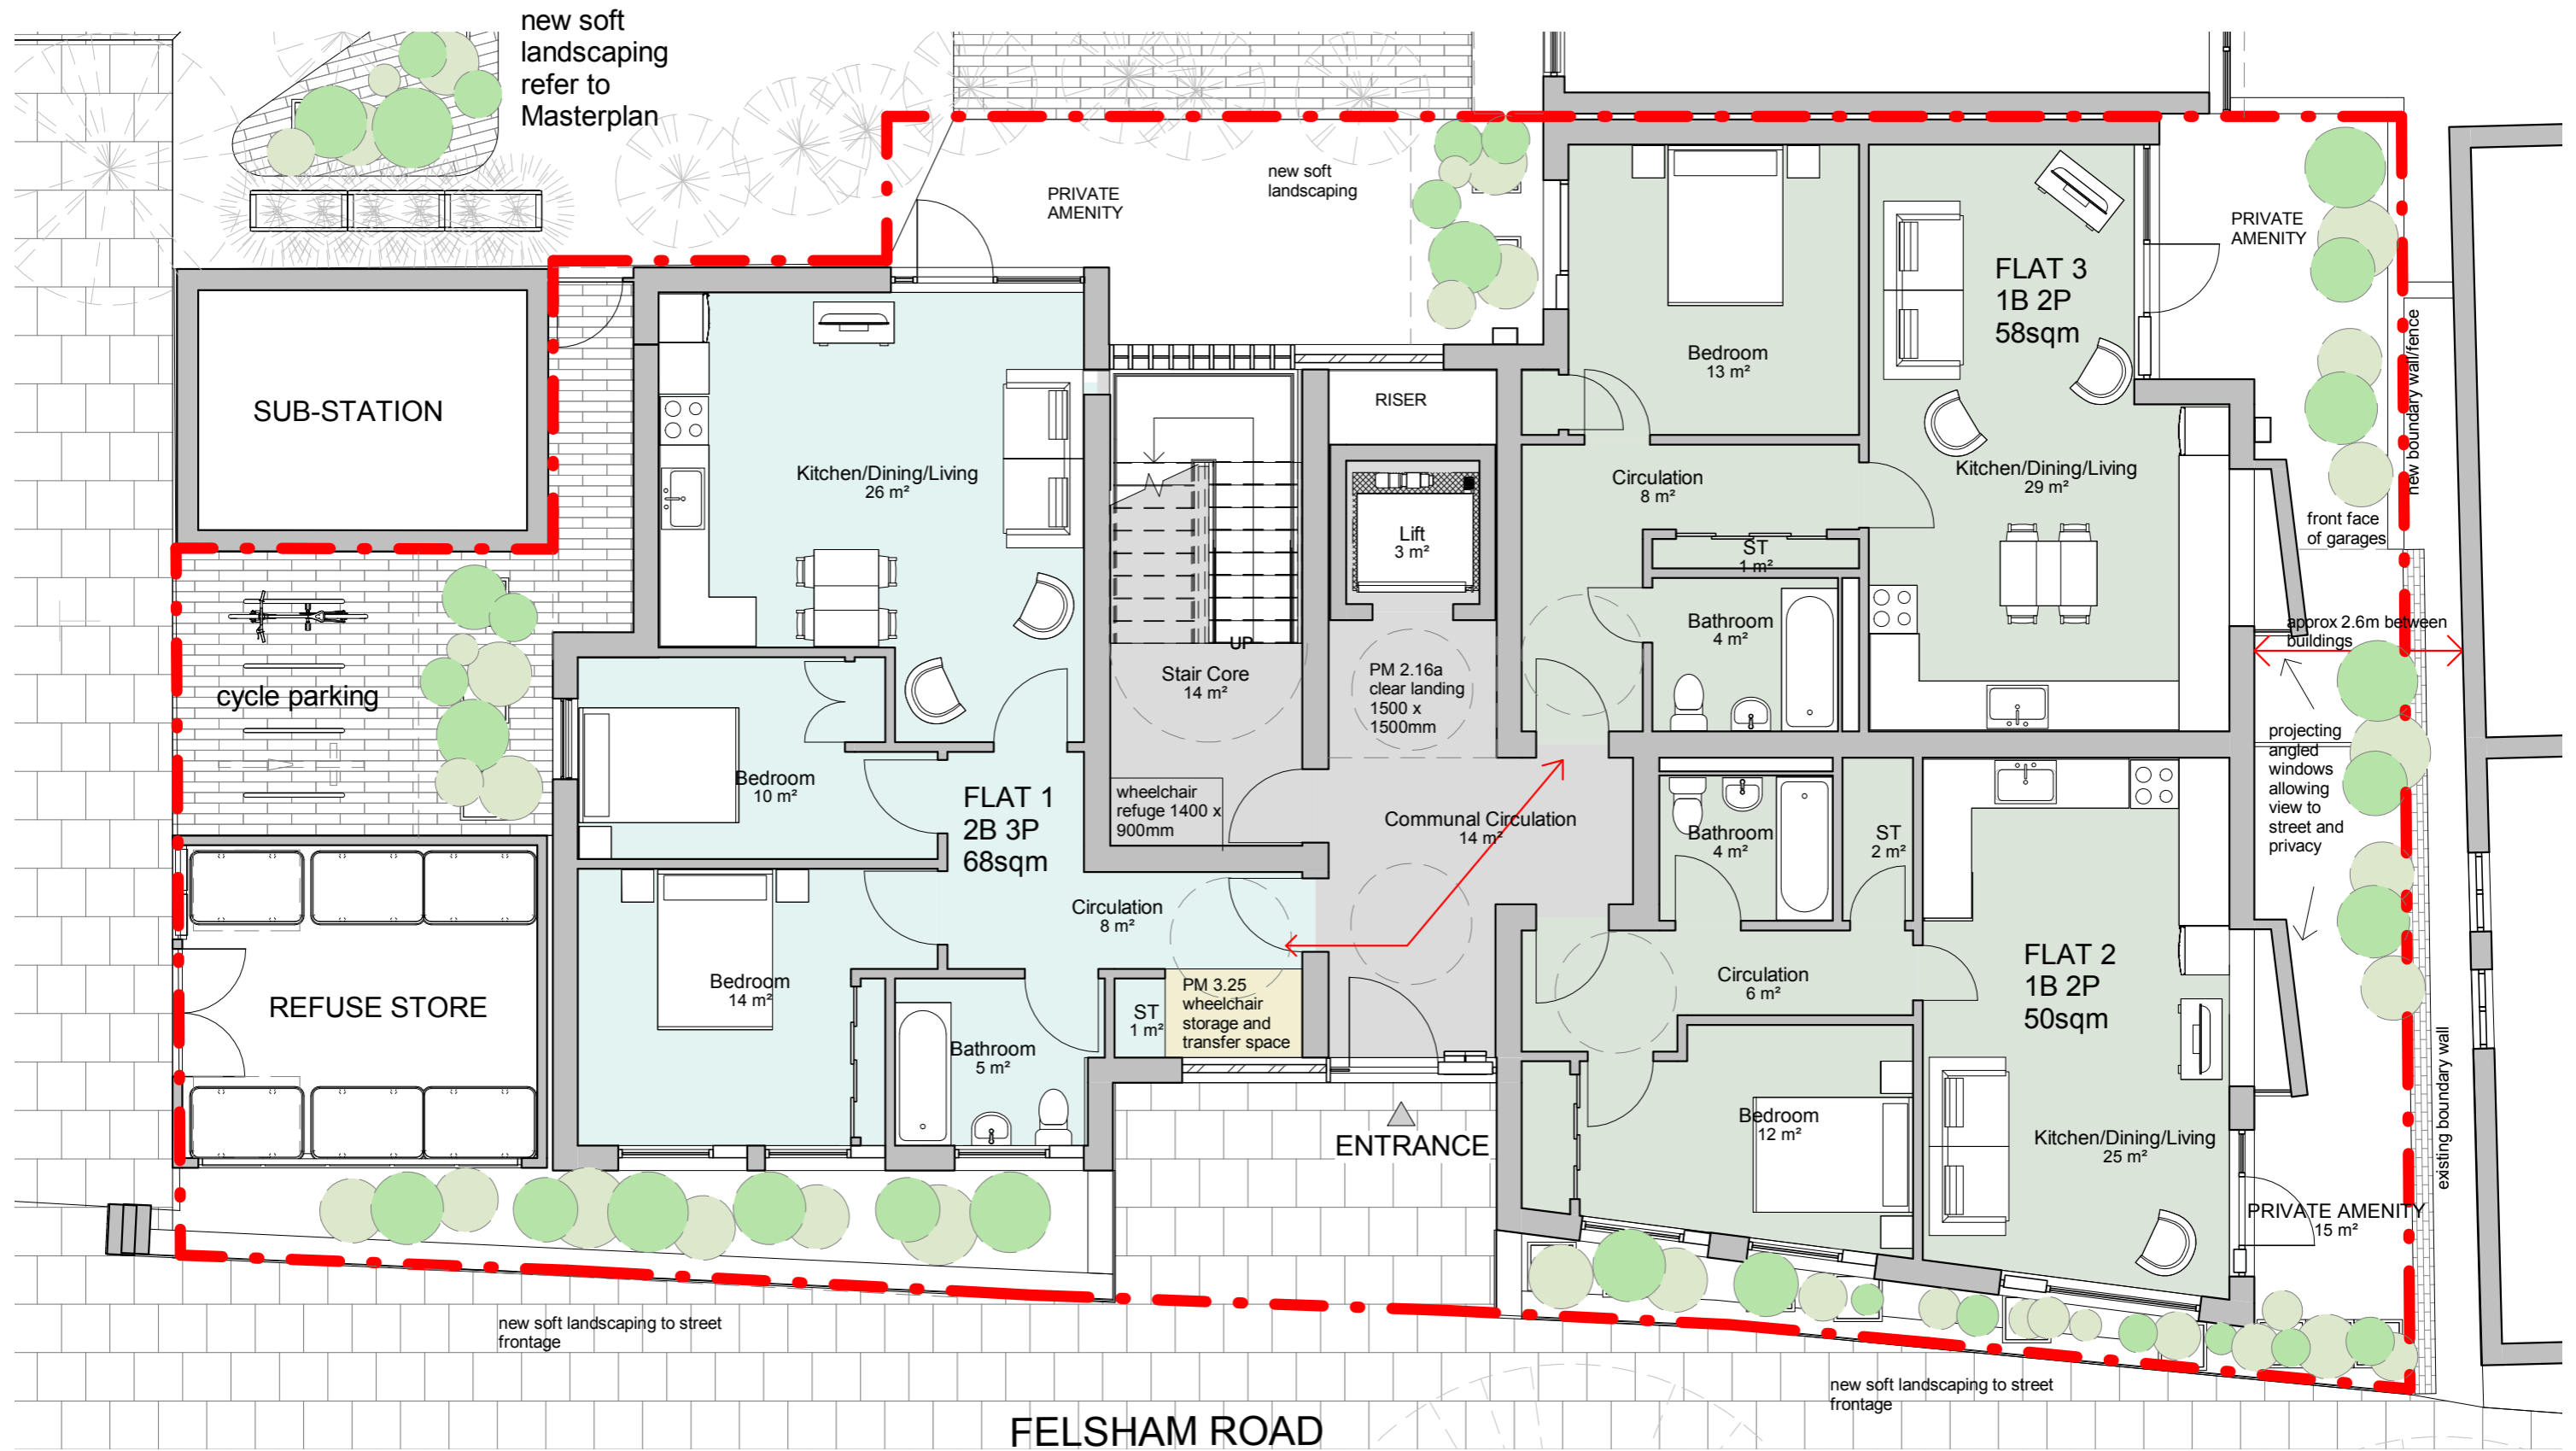 new soft
landscaping
refer to
Masterplan
PRIVATE
AMENITY
new soft
landscaping
PRIVATE
AMENITY
FLAT 3
1B 2P
58sqm
Bedroom
13 m²
RISER
SUB-STATION
Kitchen/Dining/Living
26 m²
Circulation
8 m²
Kitchen/Dining/Living
29 m²
new boundary wall/fence
front face
of garages
Lift
3 m²
ST
1 m²
Bathroom
4 m²
approx 2.6m between
buildings
UP
Stair Core
14 m²
PM 2.16a
clear landing
1500 x
1500mm
cycle parking
projecting
angled
windows
allowing
view to
street and
privacy
Bedroom
10 m²
FLAT 1
2B 3P
68sqm
wheelchair
refuge 1400 x
900mm
Communal Circulation
14 m²
Bathroom
4 m²
ST
2 m²
Circulation
8 m²
FLAT 2
1B 2P
50sqm
Circulation
6 m²
Bedroom
14 m²
REFUSE STORE
ST
1 m²
PM 3.25
wheelchair
storage and
transfer space
Bathroom
5 m²
existing boundary wall
Bedroom
12 m²
Kitchen/Dining/Living
25 m²
ENTRANCE
PRIVATE AMENITY
15 m²
new soft landscaping to street
frontage
new soft landscaping to street
frontage
FELSHAM ROAD